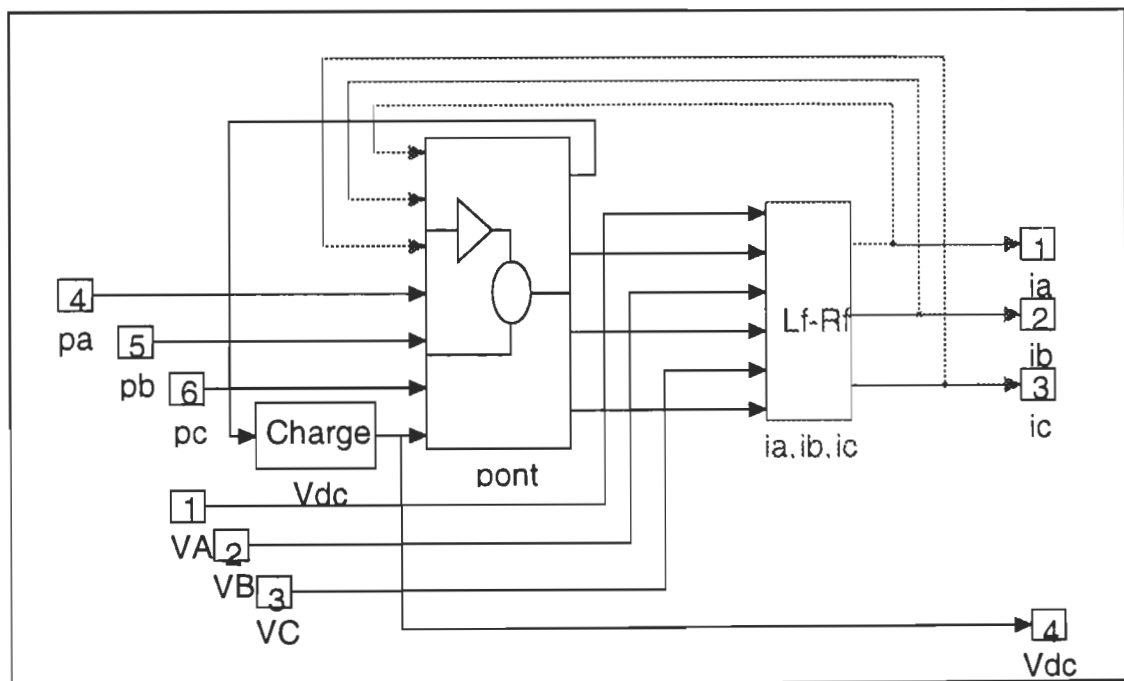 1
ia
Lf-Rf
2
ib
3
ic
4
pa
5
pb
6
pc
Charge
Vdc
pont
ia,ib,ic
1
VA
2
VB
3
VC
4
Vdc